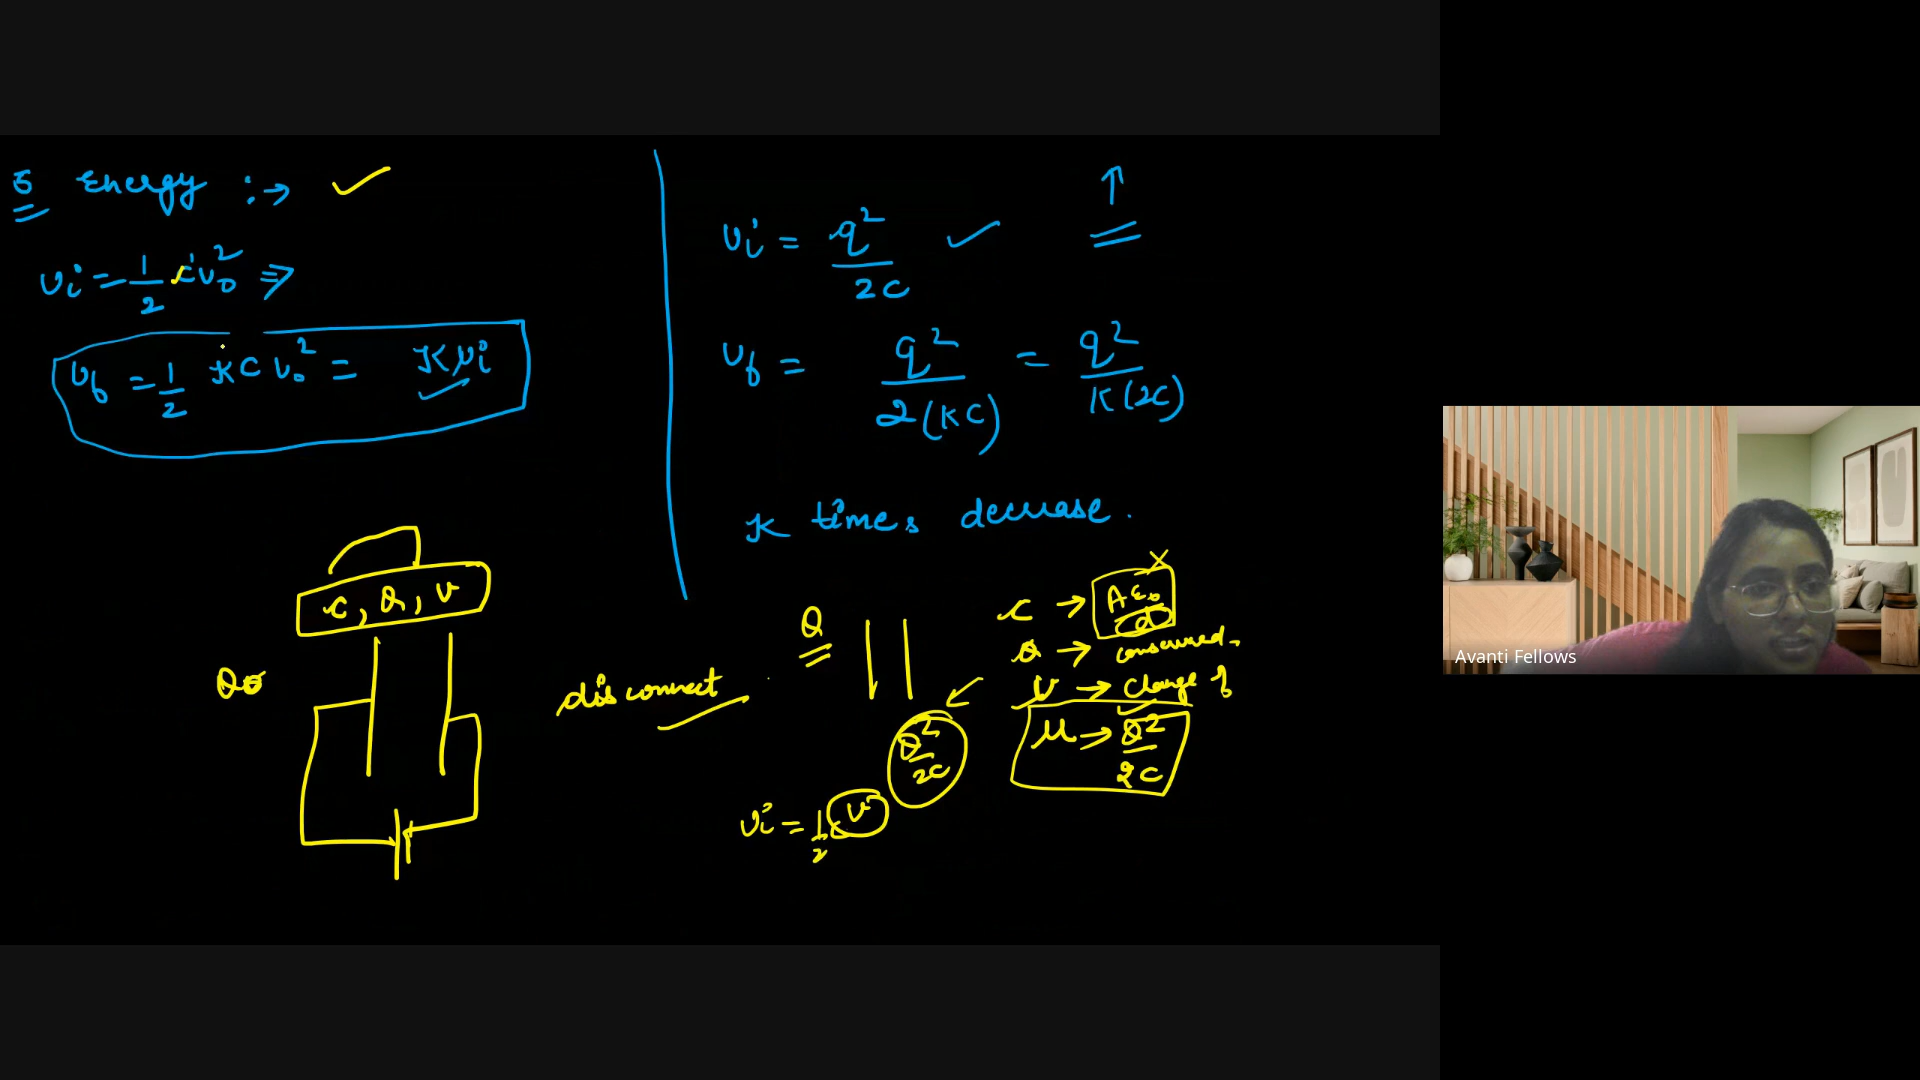 5 Energy :→ ✓
Ui = 1/2 CV₀² ⇒
Uf = 1/2 KCV₀² = KUi
Ui = q²/2C ✓ ↑
Uf = q²/2(KC) = q²/K(2C)
K times decrease.
C, Q, V
Q
disconnect
C → Aε₀/d ×
Q → conserved.
V → change
U → Q²/2C
Q²/2C
Ui = 1/2 CV²
Avanti Fellows